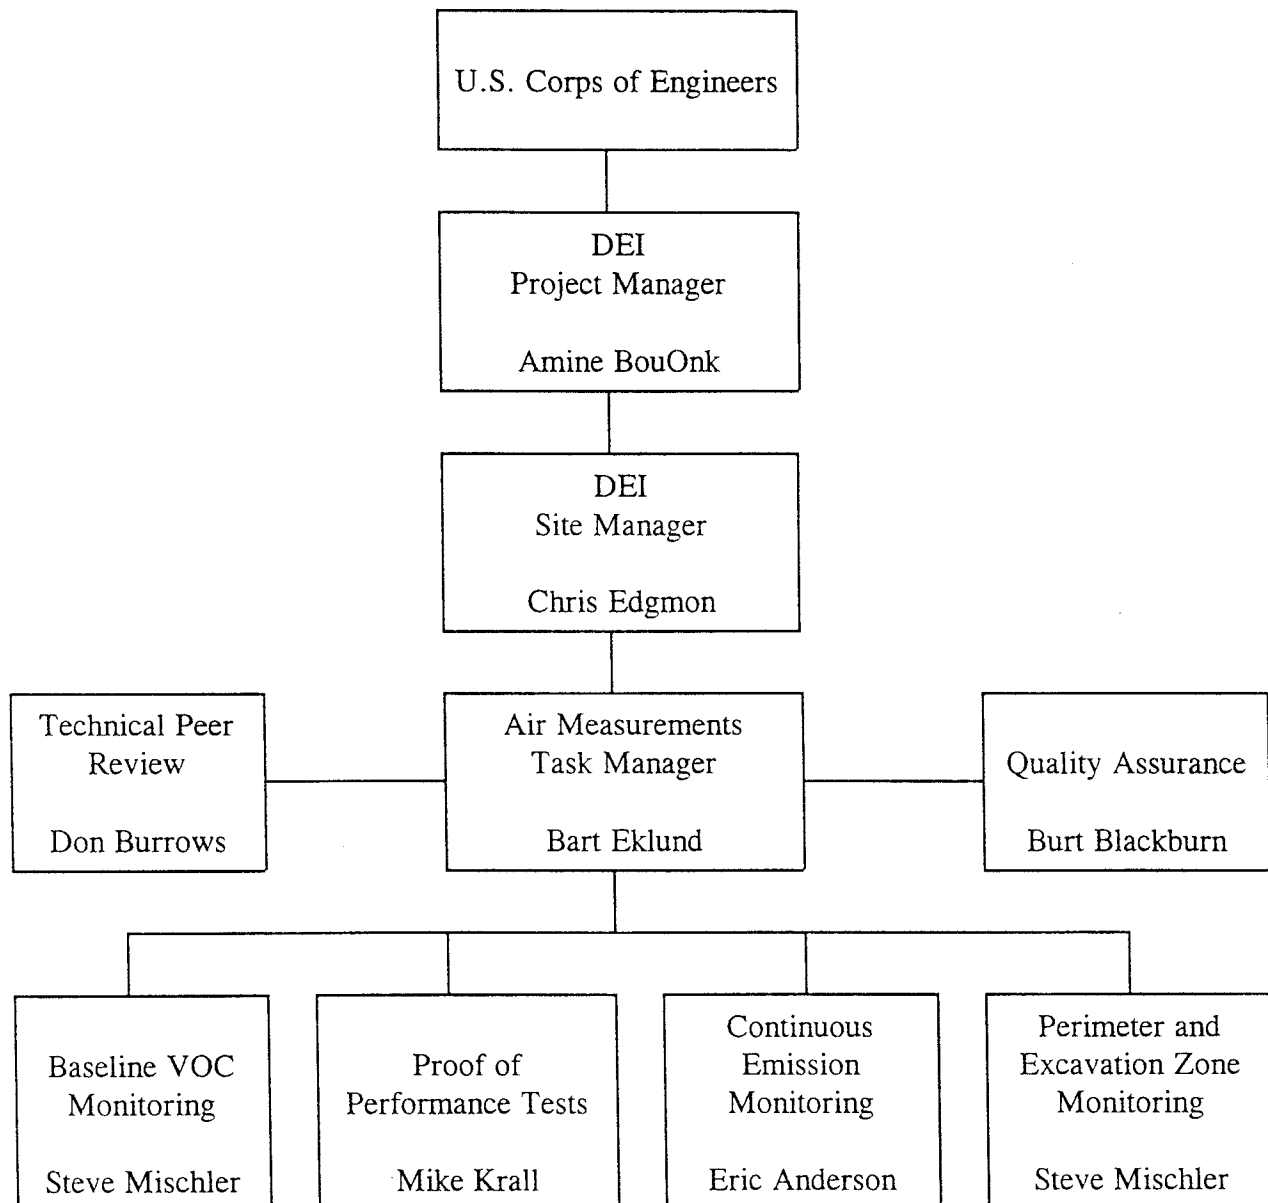 U.S. Corps of Engineers
DEI
Project Manager
Amine BouOnk
DEI
Site Manager
Chris Edgmon
Technical Peer
Review
Don Burrows
Air Measurements
Task Manager
Bart Eklund
Quality Assurance
Burt Blackburn
Baseline VOC
Monitoring
Steve Mischler
Proof of
Performance Tests
Mike Krall
Continuous
Emission
Monitoring
Eric Anderson
Perimeter and
Excavation Zone
Monitoring
Steve Mischler